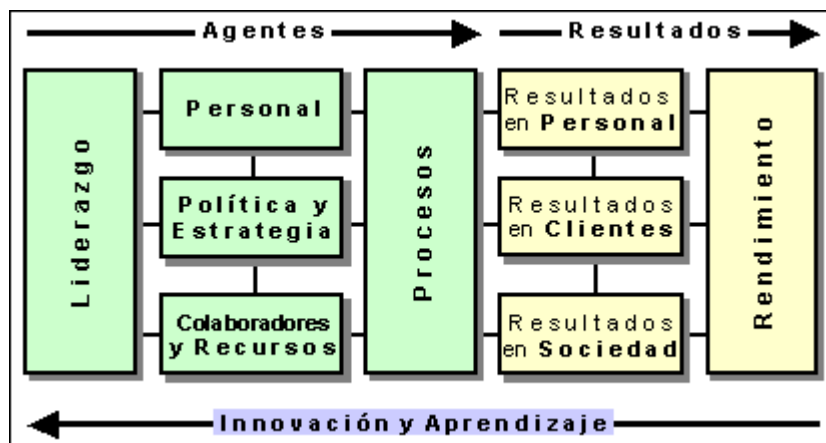 Agentes
Resultados
Liderazgo
Personal
Política y
Estrategia
Colaboradores
y Recursos
Procesos
Resultados
en Personal
Resultados
en Clientes
Resultados
en Sociedad
Rendimiento
Innovación y Aprendizaje